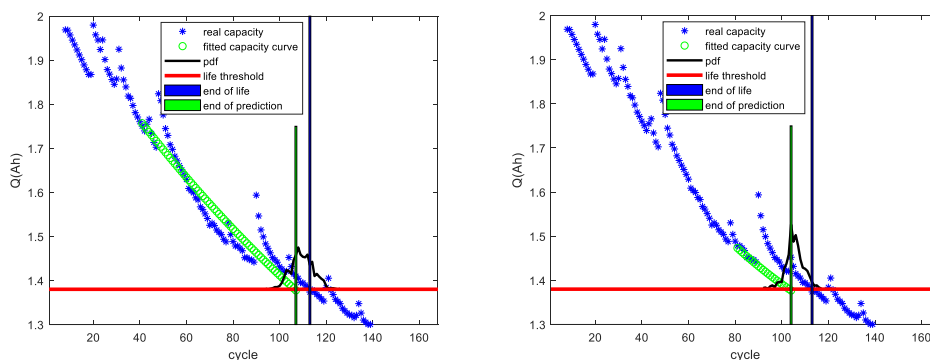 2
1.9
1.8
1.7
1.6
1.5
1.4
1.3
Q(Ah)
0 20 40 60 80 100 120 140 160
cycle
real capacity
fitted capacity curve
pdf
life threshold
end of life
end of prediction
2
1.9
1.8
1.7
1.6
1.5
1.4
1.3
Q(Ah)
0 20 40 60 80 100 120 140 160
cycle
real capacity
fitted capacity curve
pdf
life threshold
end of life
end of prediction